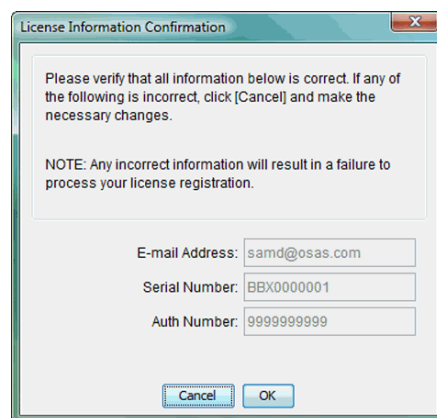 License Information Confirmation
Please verify that all information below is correct. If any of
the following is incorrect, click [Cancel] and make the
necessary changes.
NOTE: Any incorrect information will result in a failure to
process your license registration.
E-mail Address: samd@osas.com
Serial Number: BBX0000001
Auth Number: 9999999999
Cancel OK